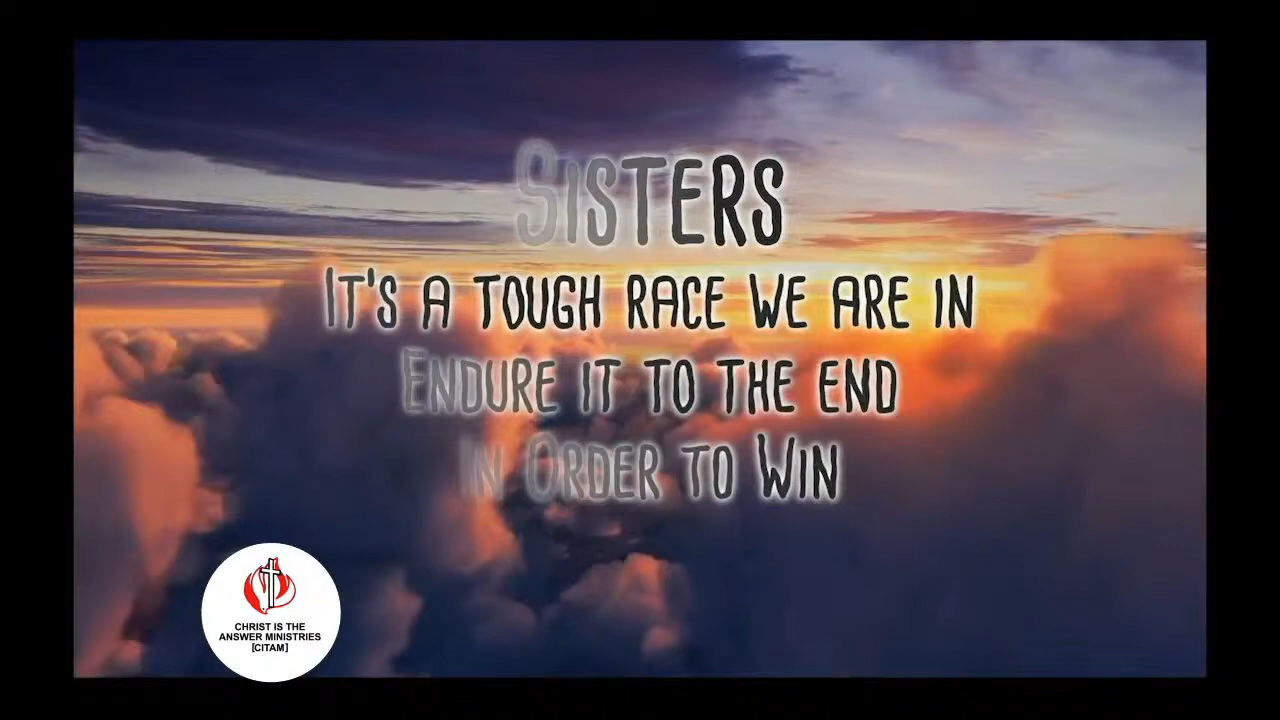 Sisters
It's a tough race we are in
Endure it to the end
In Order to Win
CHRIST IS THE
ANSWER MINISTRIES
[CITAM]